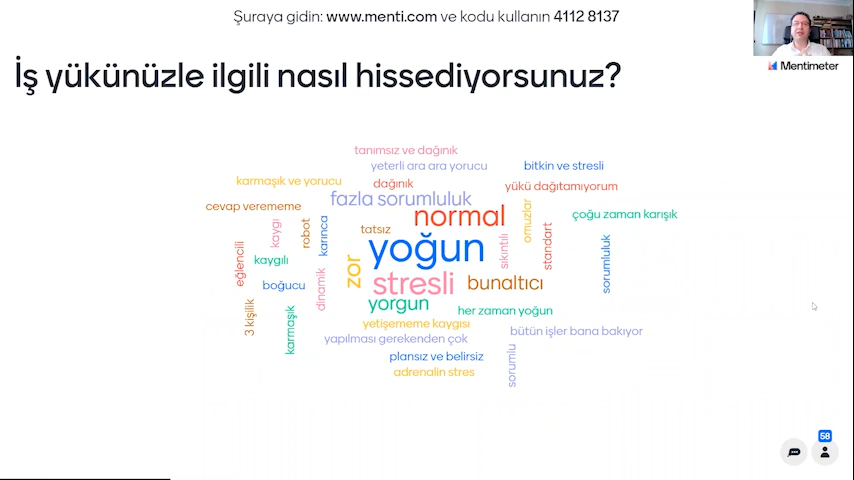 Şuraya gidin: www.menti.com ve kodu kullanın 4112 8137
Mentimeter
İş yükünüzle ilgili nasıl hissediyorsunuz?
tanımsız ve dağınık
yeterli ara ara yorucu
bitkin ve stresli
karmaşık ve yorucu
dağınık
yükü dağıtamıyorum
fazla sorumluluk
cevap verememe
normal
omuzlar
çoğu zaman karışık
kaygı
robot
karınca
tatsız
yoğun
sıkıntılı
standart
sorumluluk
eğlencili
kaygılı
zor
stresli
bunaltıcı
boğucu
dinamik
yorgun
her zaman yoğun
3 kişilik
karmaşık
yetişememe kaygısı
bütün işler bana bakıyor
yapılması gerekenden çok
plansız ve belirsiz
sorumlu
adrenalin stres
58